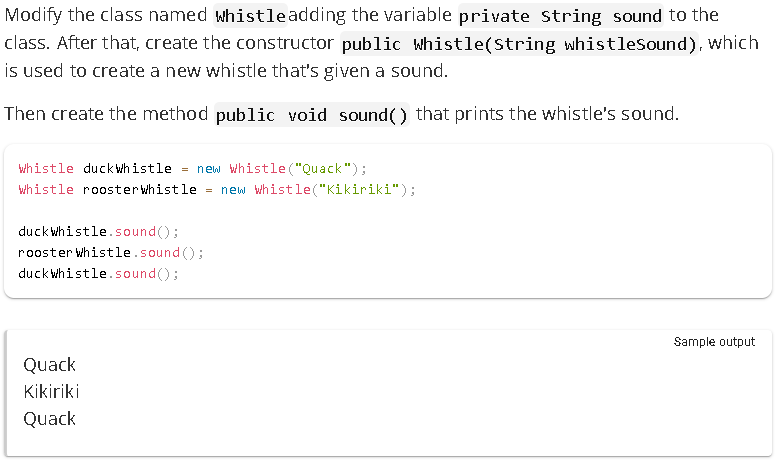 Modify the class named Whistle adding the variable private String sound to the
class. After that, create the constructor public Whistle(String whistleSound), which
is used to create a new whistle that's given a sound.
Then create the method public void sound() that prints the whistle's sound.
Whistle duckWhistle = new Whistle("Quack");
Whistle roosterWhistle = new Whistle("Kikiriki");
duckWhistle.sound();
roosterWhistle.sound();
duckWhistle.sound();
Sample output
Quack
Kikiriki
Quack